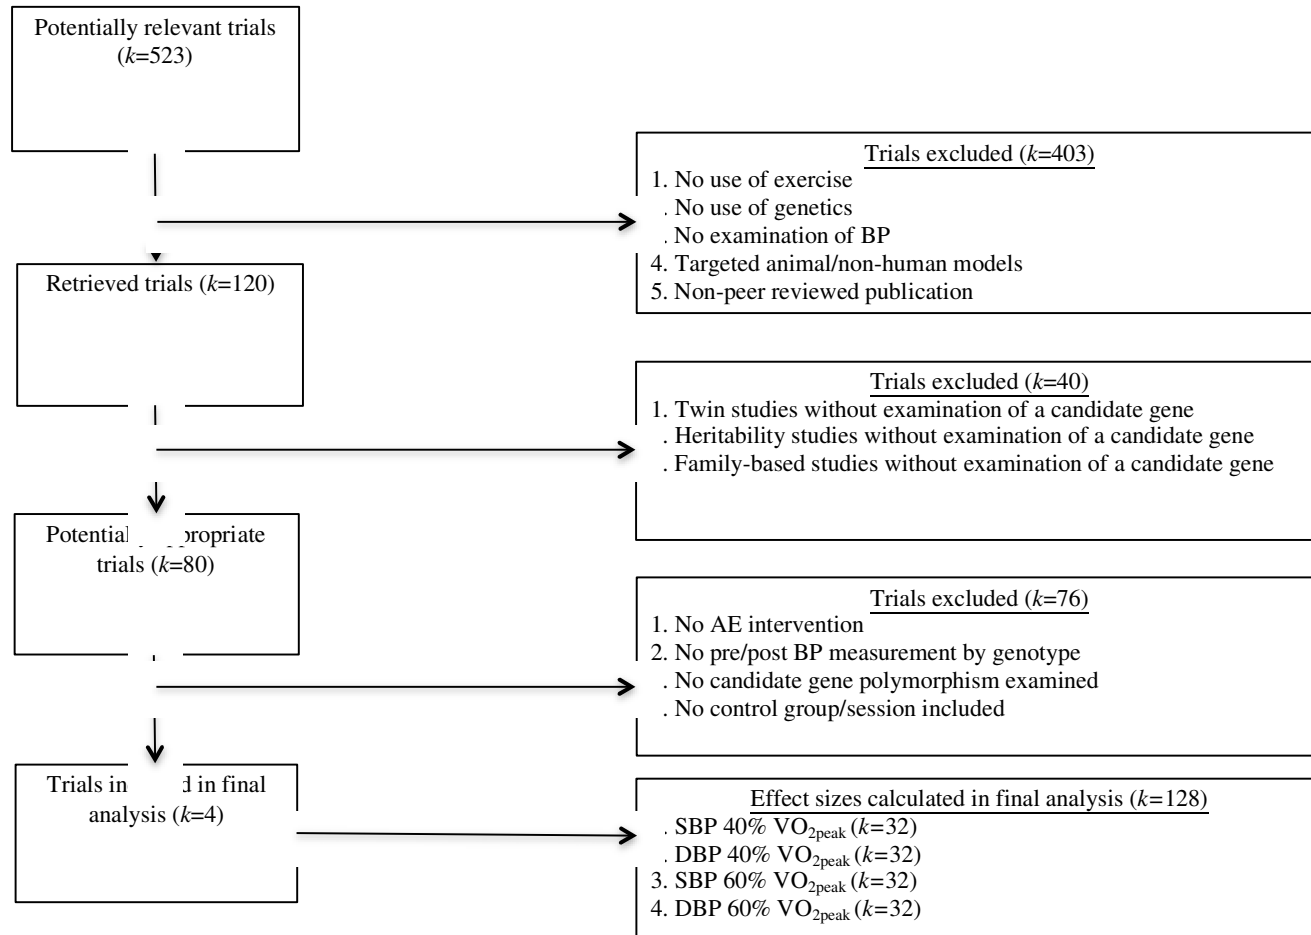 Potentially relevant trials
(k=523)
Trials excluded (k=403)
1. No use of exercise
. No use of genetics
. No examination of BP
4. Targeted animal/non-human models
5. Non-peer reviewed publication
Retrieved trials (k=120)
Trials excluded (k=40)
1. Twin studies without examination of a candidate gene
. Heritability studies without examination of a candidate gene
. Family-based studies without examination of a candidate gene
trials (k=80)
Trials excluded (k=76)
1. No AE intervention
2. No pre/post BP measurement by genotype
. No candidate gene polymorphism examined
. No control group/session included
Trials in final
analysis (k=4)
Effect sizes calculated in final analysis (k=128)
. SBP 40% VO2peak (k=32)
. DBP 40% VO2peak (k=32)
3. SBP 60% VO2peak (k=32)
4. DBP 60% VO2peak (k=32)